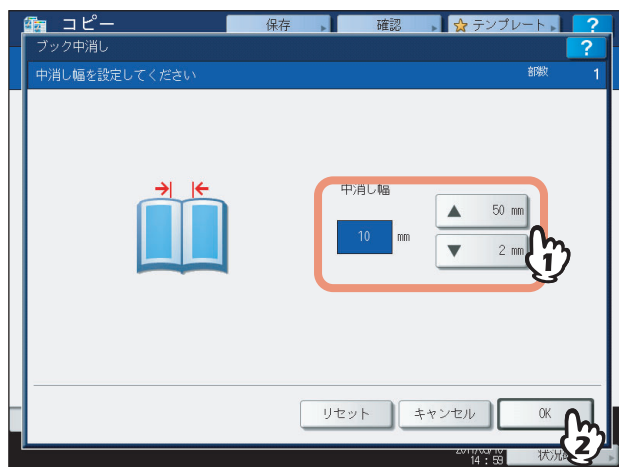 コピー
保存
確認
テンプレート
?
ブック中消し
?
中消し幅を設定してください
部数 1
中消し幅
▲ 50 mm
10 mm
▼ 2 mm
1
リセット
キャンセル
OK
2
14:59